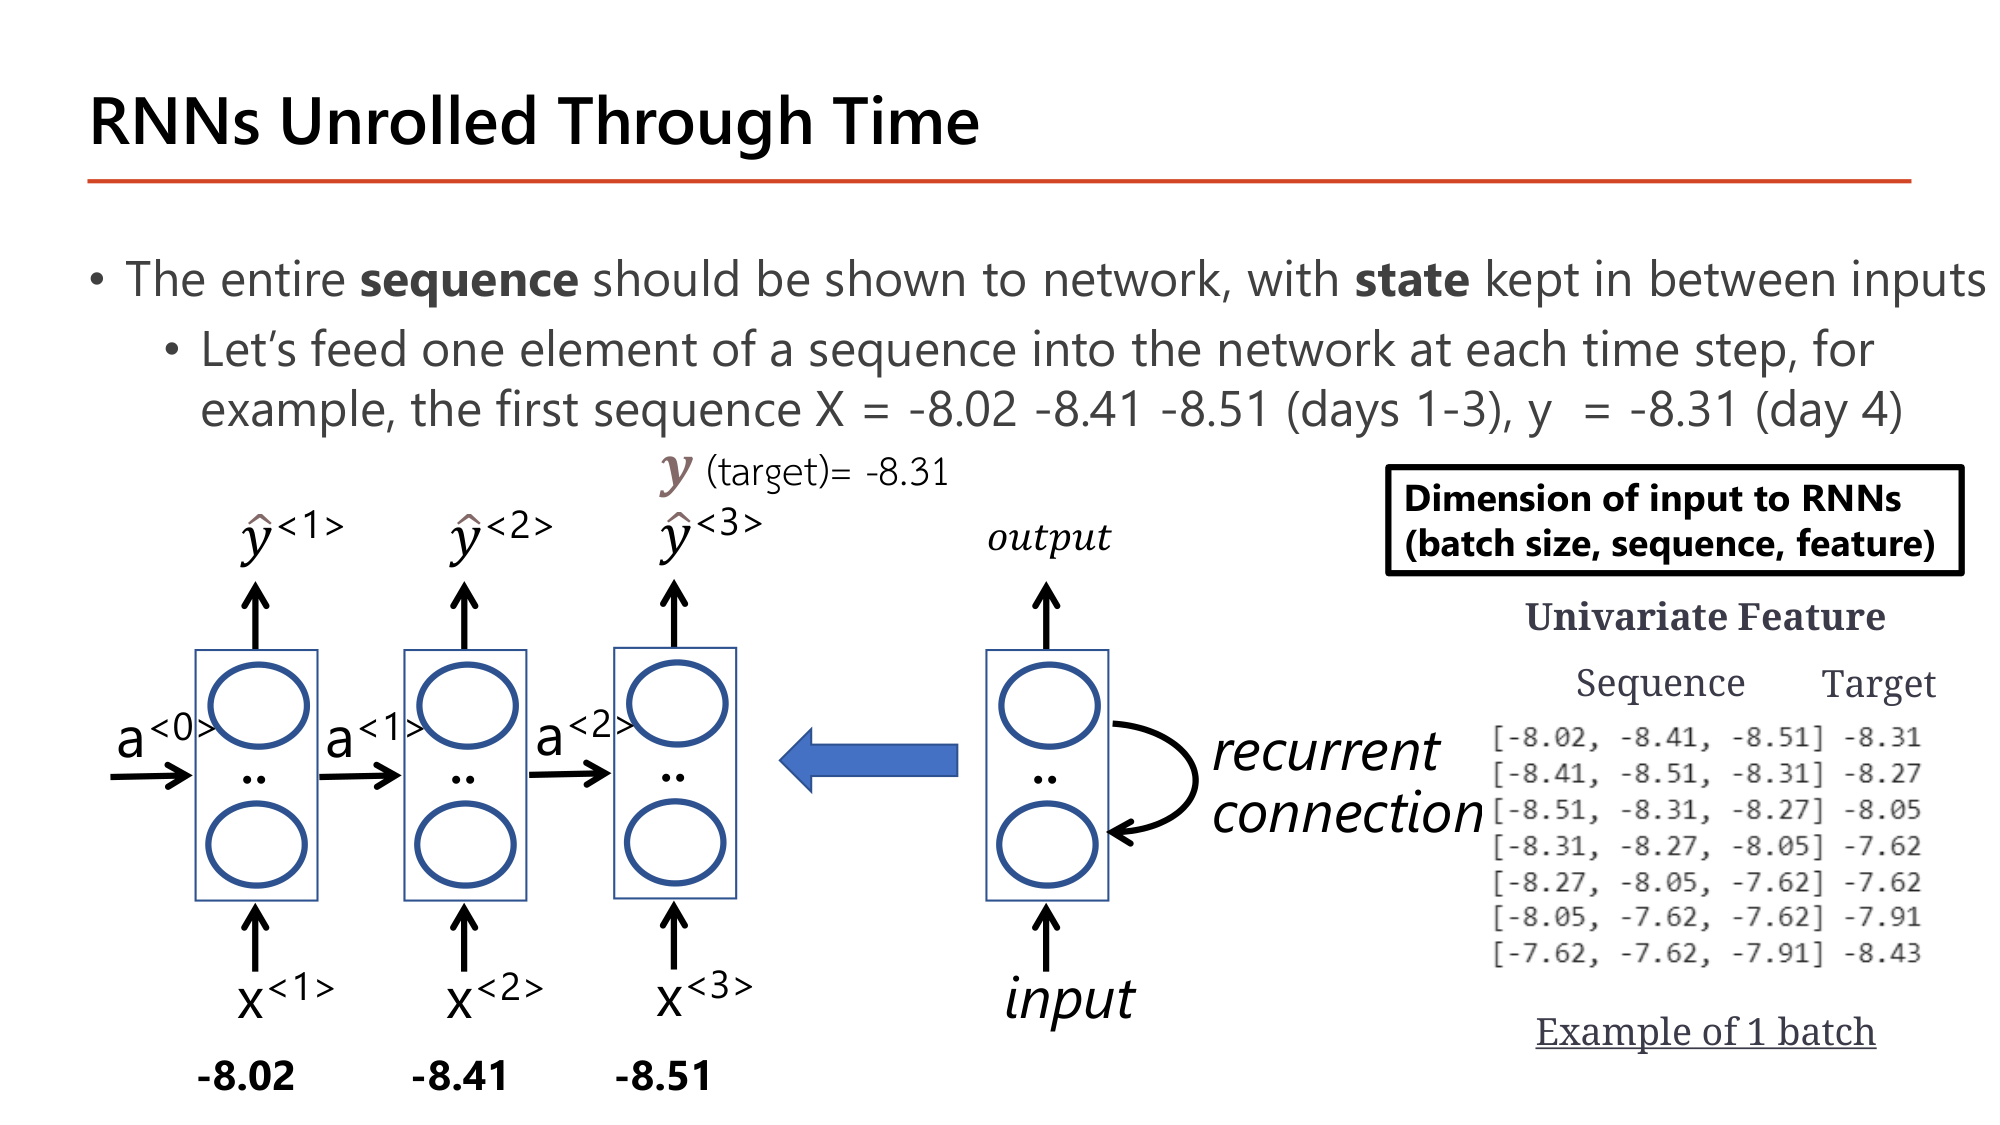 RNNs Unrolled Through Time
• The entire sequence should be shown to network, with state kept in between inputs
• Let’s feed one element of a sequence into the network at each time step, for
example, the first sequence X = -8.02 -8.41 -8.51 (days 1-3), y = -8.31 (day 4)
y (target)= -8.31
ŷ<1> ŷ<2> ŷ<3>
output
a<0> a<1> a<2>
.. .. .. ..
recurrent
connection
x<1> x<2> x<3>
input
-8.02 -8.41 -8.51
Dimension of input to RNNs
(batch size, sequence, feature)
Univariate Feature
Sequence Target
[-8.02, -8.41, -8.51] -8.31
[-8.41, -8.51, -8.31] -8.27
[-8.51, -8.31, -8.27] -8.05
[-8.31, -8.27, -8.05] -7.62
[-8.27, -8.05, -7.62] -7.62
[-8.05, -7.62, -7.62] -7.91
[-7.62, -7.62, -7.91] -8.43
Example of 1 batch